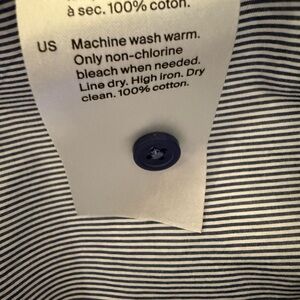 à sec. 100% coton.
US Machine wash warm.
Only non-chlorine
bleach when needed.
Line dry. High iron. Dry
clean. 100% cotton.